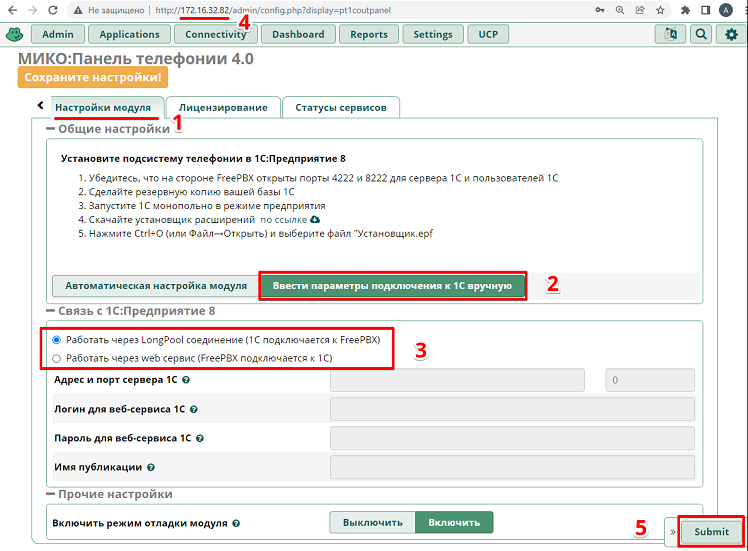 Не защищено | http://172.16.32.82/admin/config.php?display=pt1coutpanel
A
4
Admin Applications Connectivity Dashboard Reports Settings UCP
МИКО:Панель телефонии 4.0
Сохраните настройки!
Настройки модуля Лицензирование Статусы сервисов
1
Общие настройки
Установите подсистему телефонии в 1С:Предприятие 8
1. Убедитесь, что на стороне FreePBX открыты порты 4222 и 8222 для сервера 1С и пользователей 1С
2. Сделайте резервную копию вашей базы 1С
3. Запустите 1С монопольно в режиме предприятия
4. Скачайте установщик расширений по ссылке
5. Нажмите Ctrl+O (или Файл→Открыть) и выберите файл "Установщик.epf
Автоматическая настройка модуля Ввести параметры подключения к 1С вручную 2
Связь с 1С:Предприятие 8
Работать через LongPool соединение (1С подключается к FreePBX)
3
Работать через web сервис (FreePBX подключается к 1С)
Адрес и порт сервера 1С ? 0
Логин для веб-сервиса 1С ?
Пароль для веб-сервиса 1С ?
Имя публикации ?
Прочие настройки
Включить режим отладки модуля ? Выключить Включить
5 » Submit